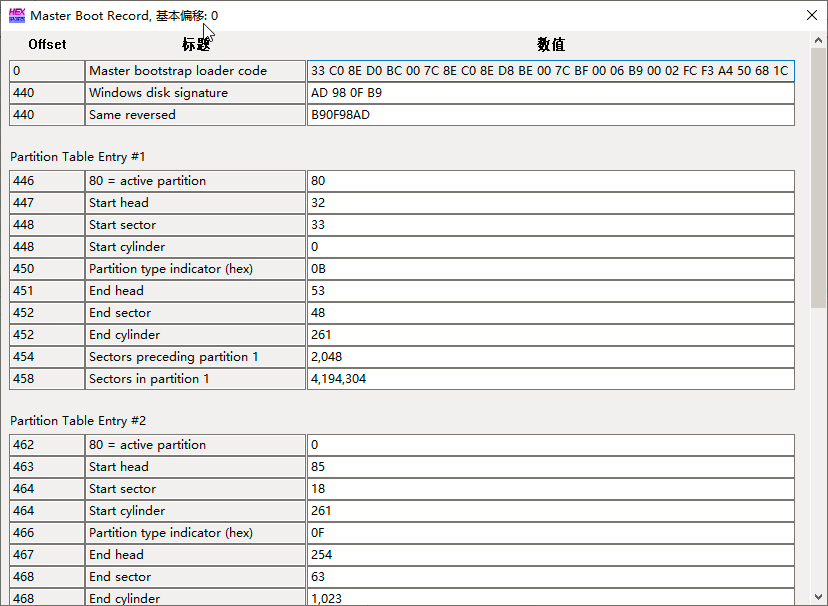 Master Boot Record, 基本偏移: 0
Offset 标题 数值
0 Master bootstrap loader code 33 C0 8E D0 BC 00 7C 8E C0 8E D8 BE 00 7C BF 00 06 B9 00 02 FC F3 A4 50 68 1C
440 Windows disk signature AD 98 0F B9
440 Same reversed B90F98AD
Partition Table Entry #1
446 80 = active partition 80
447 Start head 32
448 Start sector 33
448 Start cylinder 0
450 Partition type indicator (hex) 0B
451 End head 53
452 End sector 48
452 End cylinder 261
454 Sectors preceding partition 1 2,048
458 Sectors in partition 1 4,194,304
Partition Table Entry #2
462 80 = active partition 0
463 Start head 85
464 Start sector 18
464 Start cylinder 261
466 Partition type indicator (hex) 0F
467 End head 254
468 End sector 63
468 End cylinder 1,023